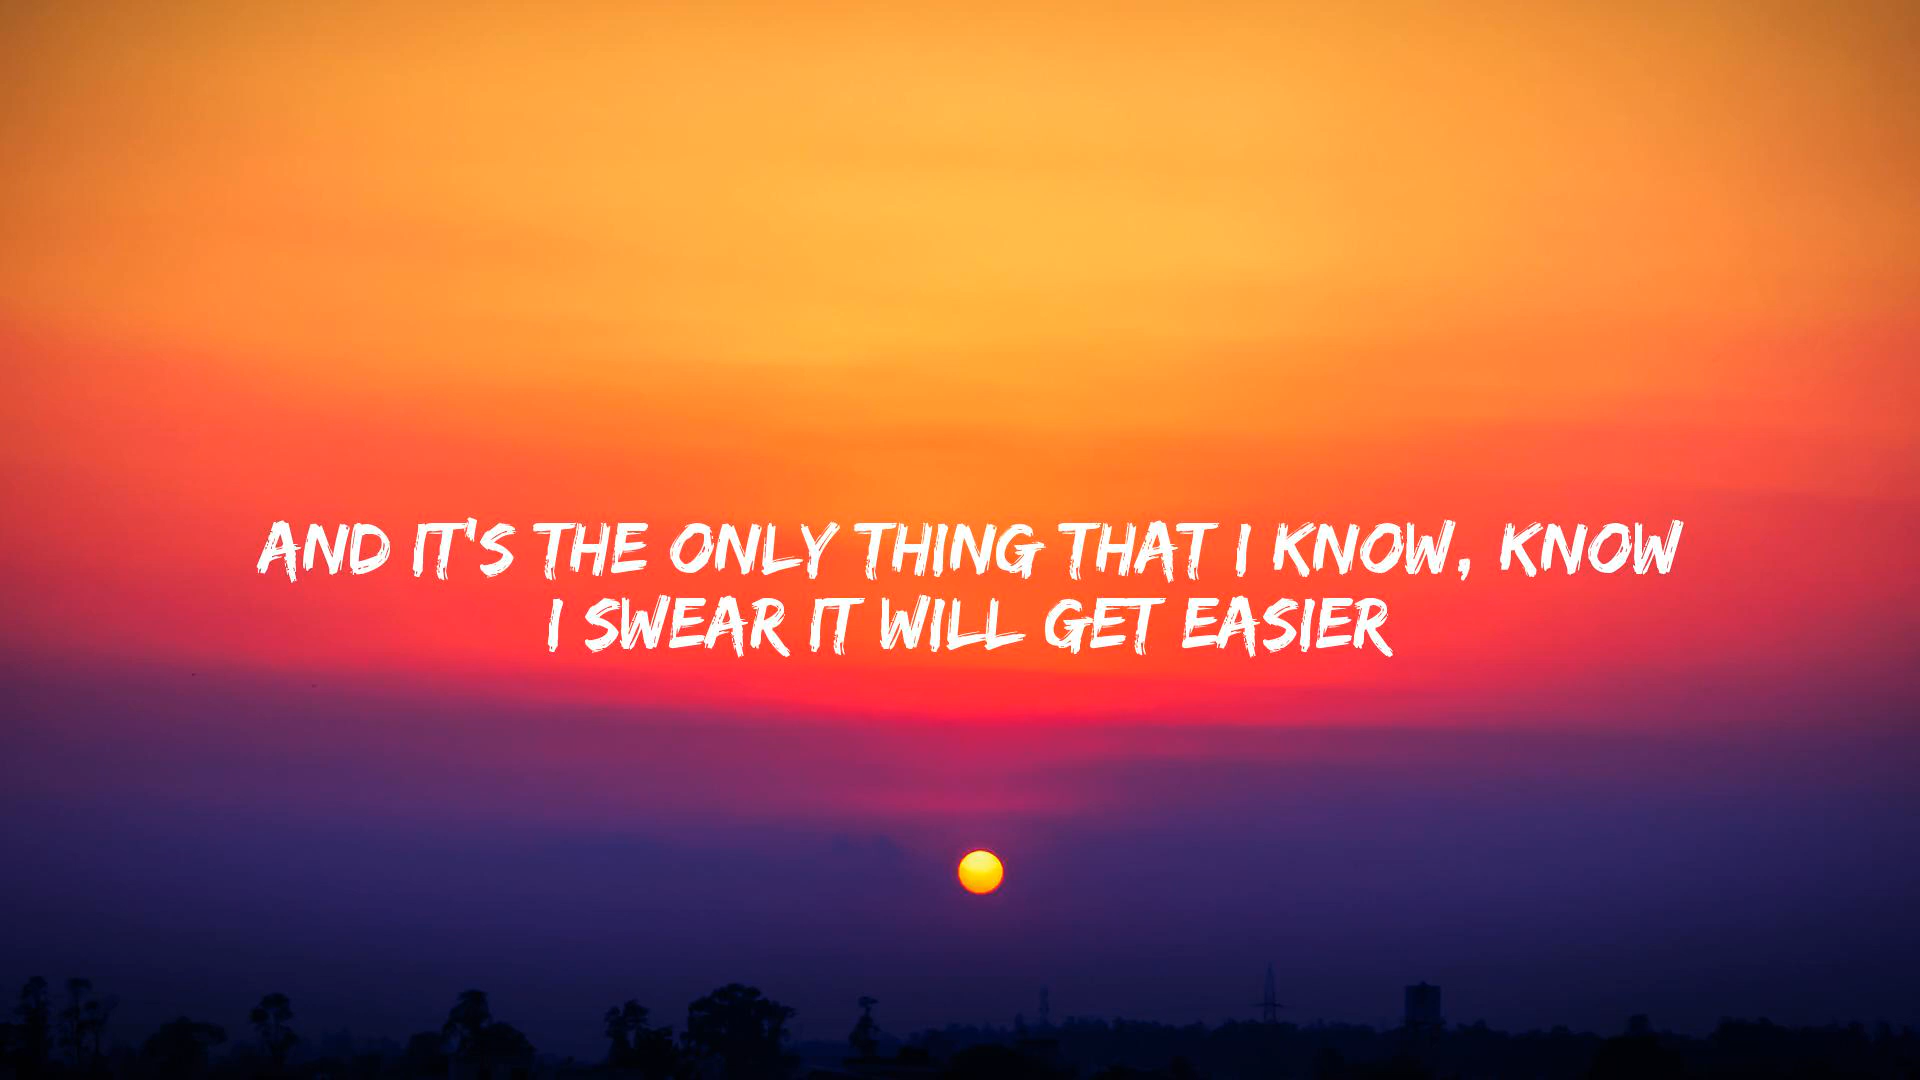 AND IT'S THE ONLY THING THAT I KNOW, KNOW
I SWEAR IT WILL GET EASIER